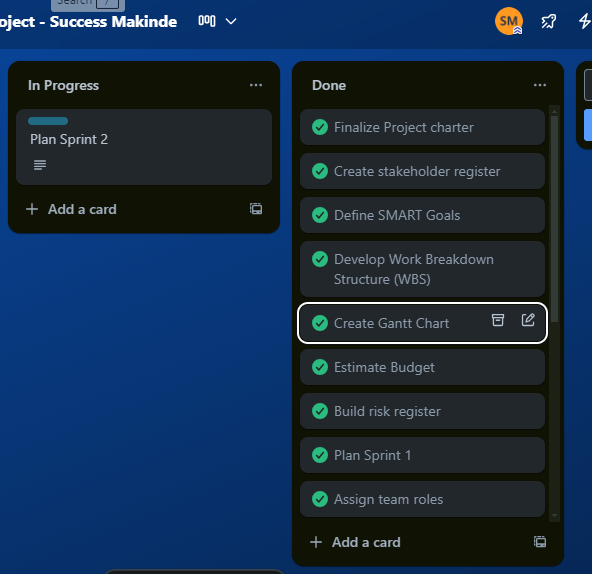 Search /
oject - Success Makinde
SM
In Progress
Plan Sprint 2
+ Add a card
Done
Finalize Project charter
Create stakeholder register
Define SMART Goals
Develop Work Breakdown
Structure (WBS)
Create Gantt Chart
Estimate Budget
Build risk register
Plan Sprint 1
Assign team roles
+ Add a card